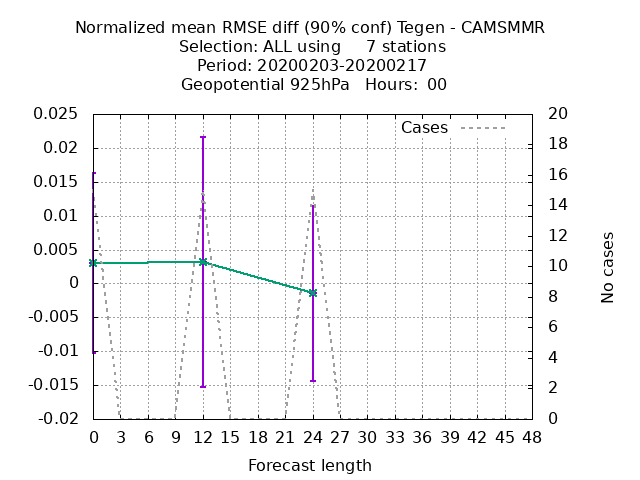 Normalized mean RMSE diff (90% conf) Tegen - CAMSMMR
Selection: ALL using     7 stations
Period: 20200203-20200217
Geopotential 925hPa   Hours:  00
Cases
0.025
0.02
0.015
0.01
0.005
0
-0.005
-0.01
-0.015
-0.02
20
18
16
14
12
10
8
6
4
2
0
No cases
0 3 6 9 12 15 18 21 24 27 30 33 36 39 42 45 48
Forecast length